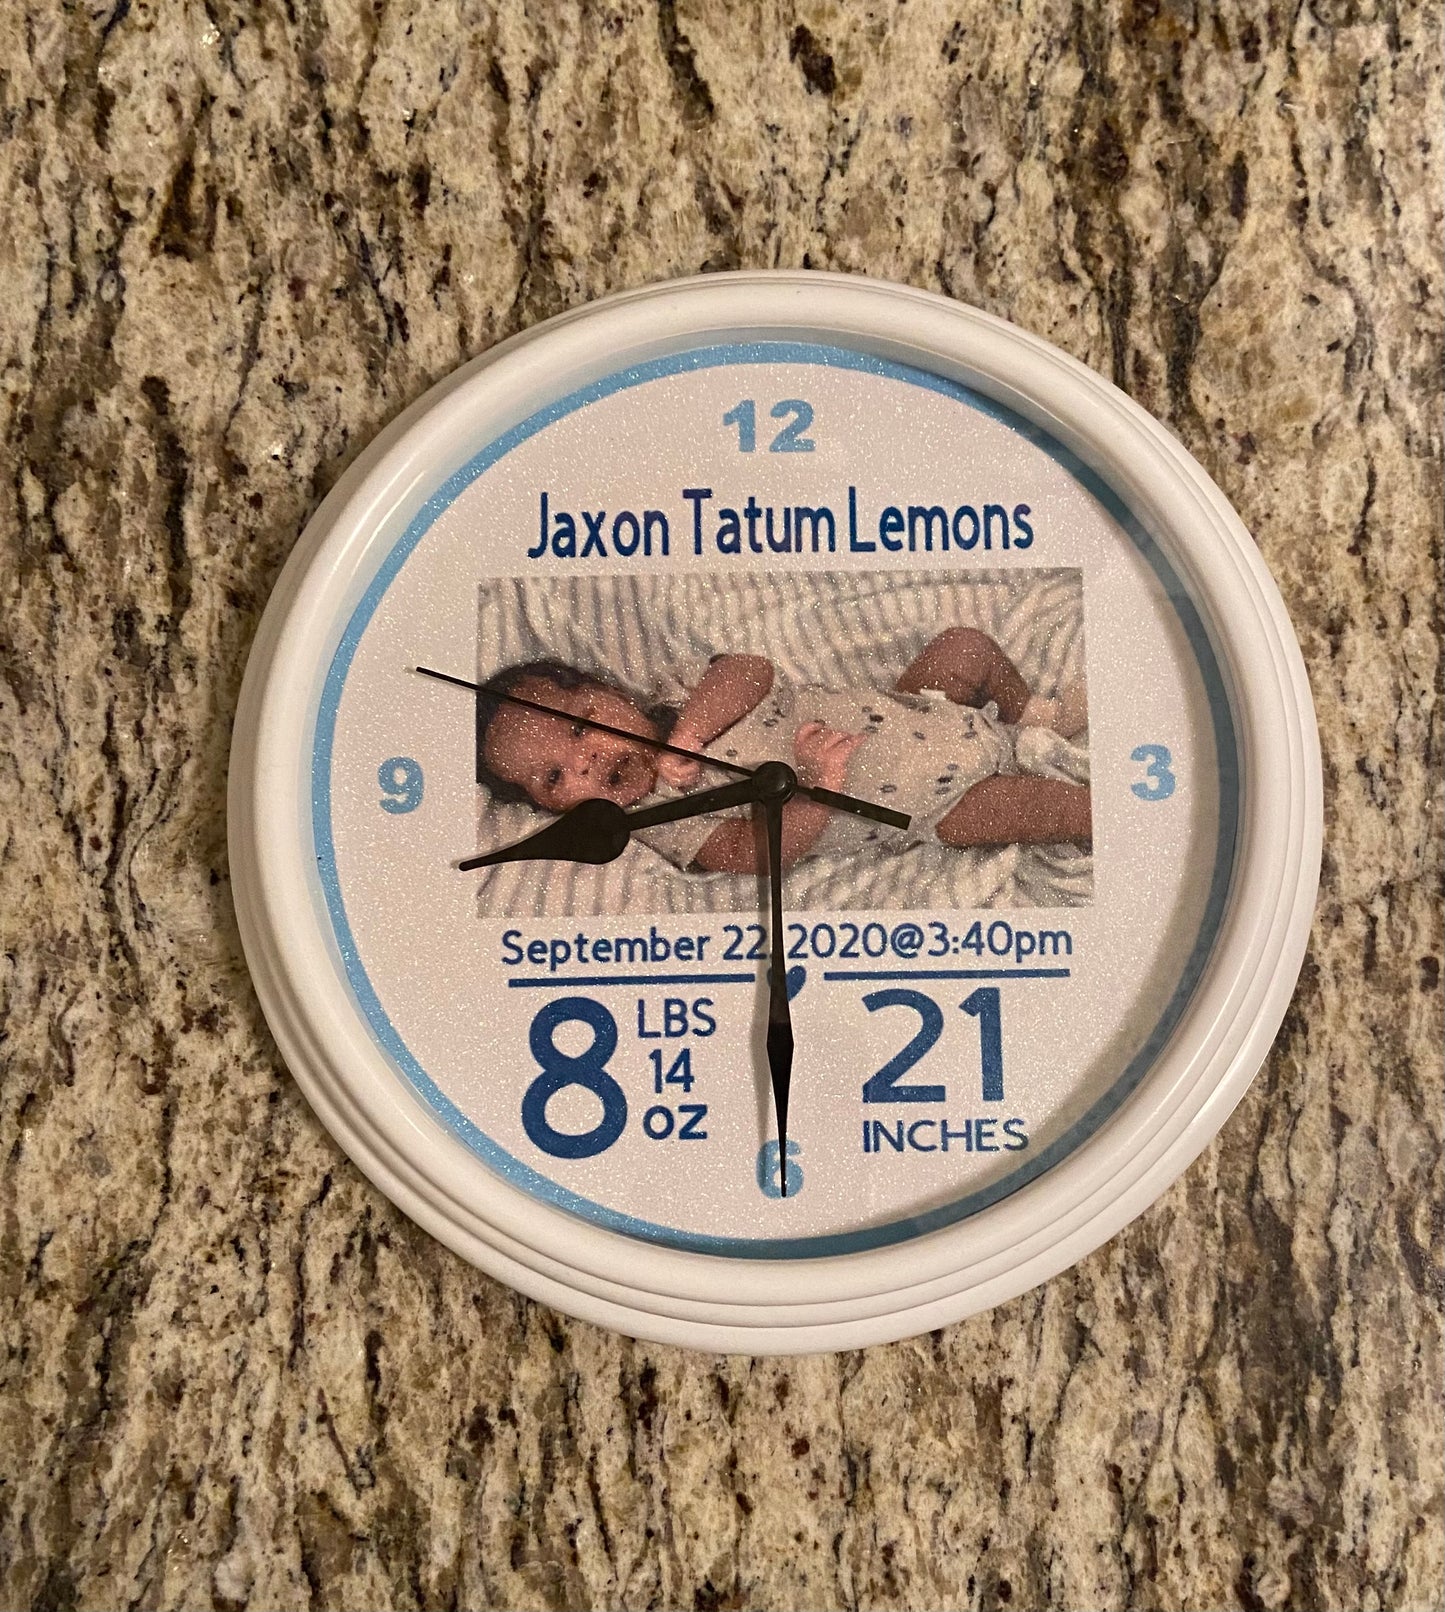 12
Jaxon Tatum Lemons
9
3
September 22, 2020@3:40pm
8 LBS
14
oz
21
INCHES
6